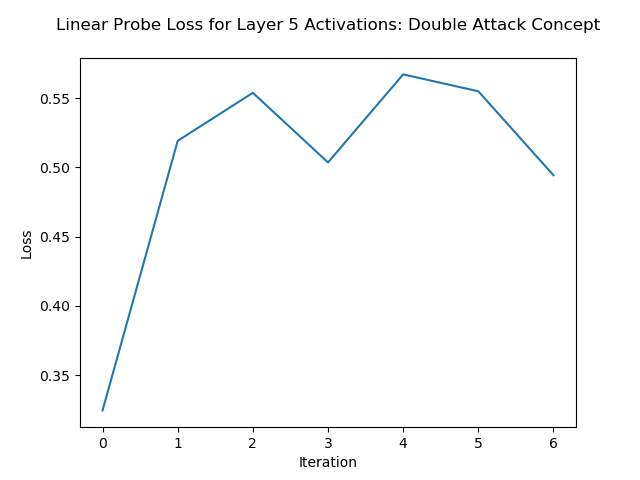 Linear Probe Loss for Layer 5 Activations: Double Attack Concept
0.55
0.50
0.45
0.40
0.35
Loss
0 1 2 3 4 5 6
Iteration